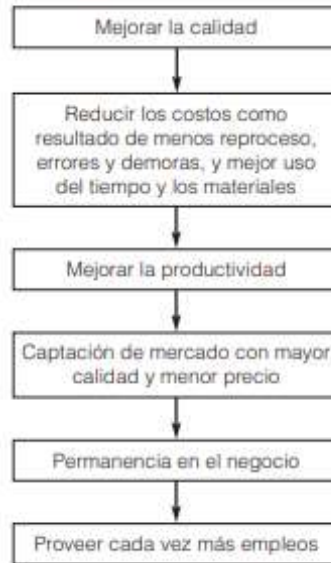 Mejorar la calidad
Reducir los costos como
resultado de menos reproceso,
errores y demoras, y mejor uso
del tiempo y los materiales
Mejorar la productividad
Captación de mercado con mayor
calidad y menor precio
Permanencia en el negocio
Proveer cada vez más empleos